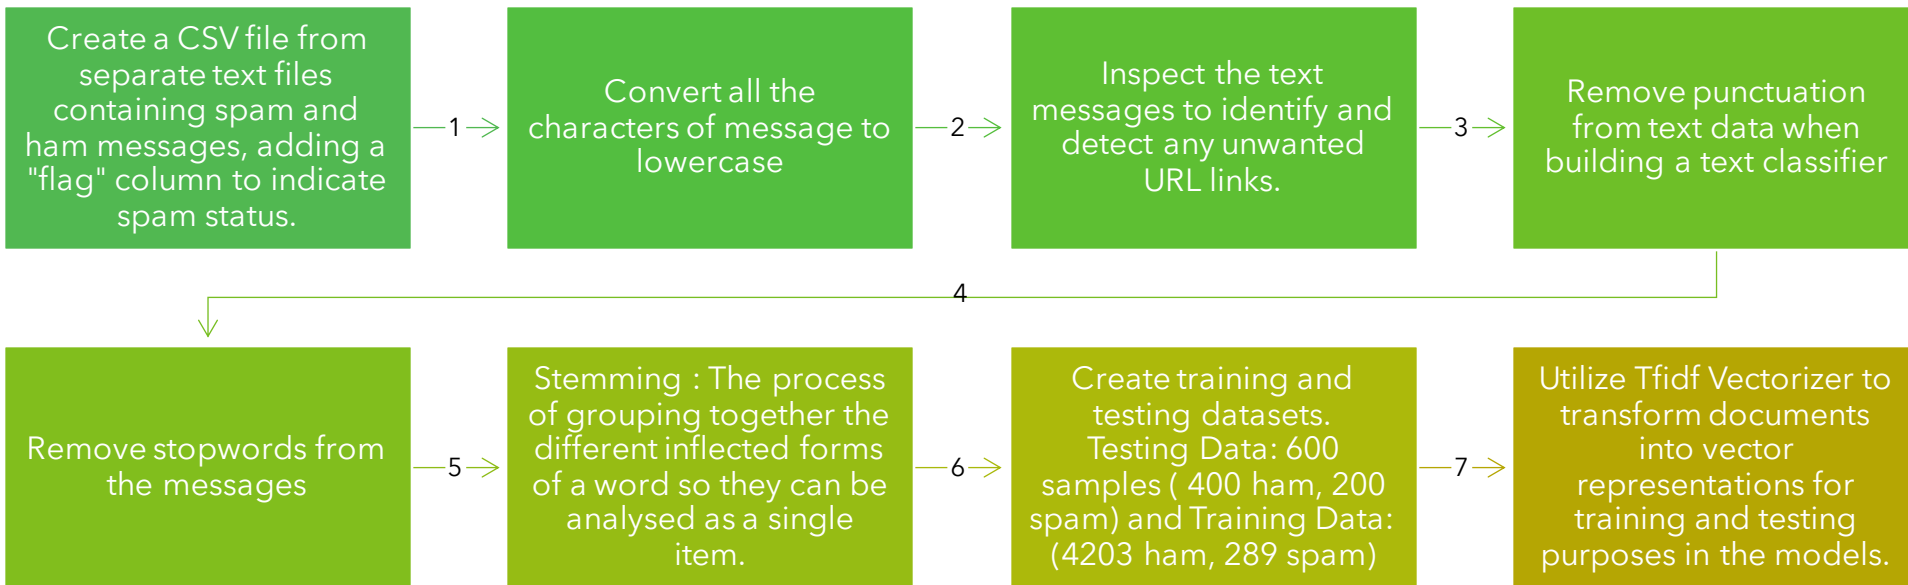 Create a CSV file from
separate text files
containing spam and
ham messages, adding a
"flag" column to indicate
spam status.
1
Convert all the
characters of message to
lowercase
2
Inspect the text
messages to identify and
detect any unwanted
URL links.
3
Remove punctuation
from text data when
building a text classifier
4
Remove stopwords from
the messages
5
Stemming : The process
of grouping together the
different inflected forms
of a word so they can be
analysed as a single
item.
6
Create training and
testing datasets.
Testing Data: 600
samples ( 400 ham, 200
spam) and Training Data:
(4203 ham, 289 spam)
7
Utilize Tfidf Vectorizer to
transform documents
into vector
representations for
training and testing
purposes in the models.